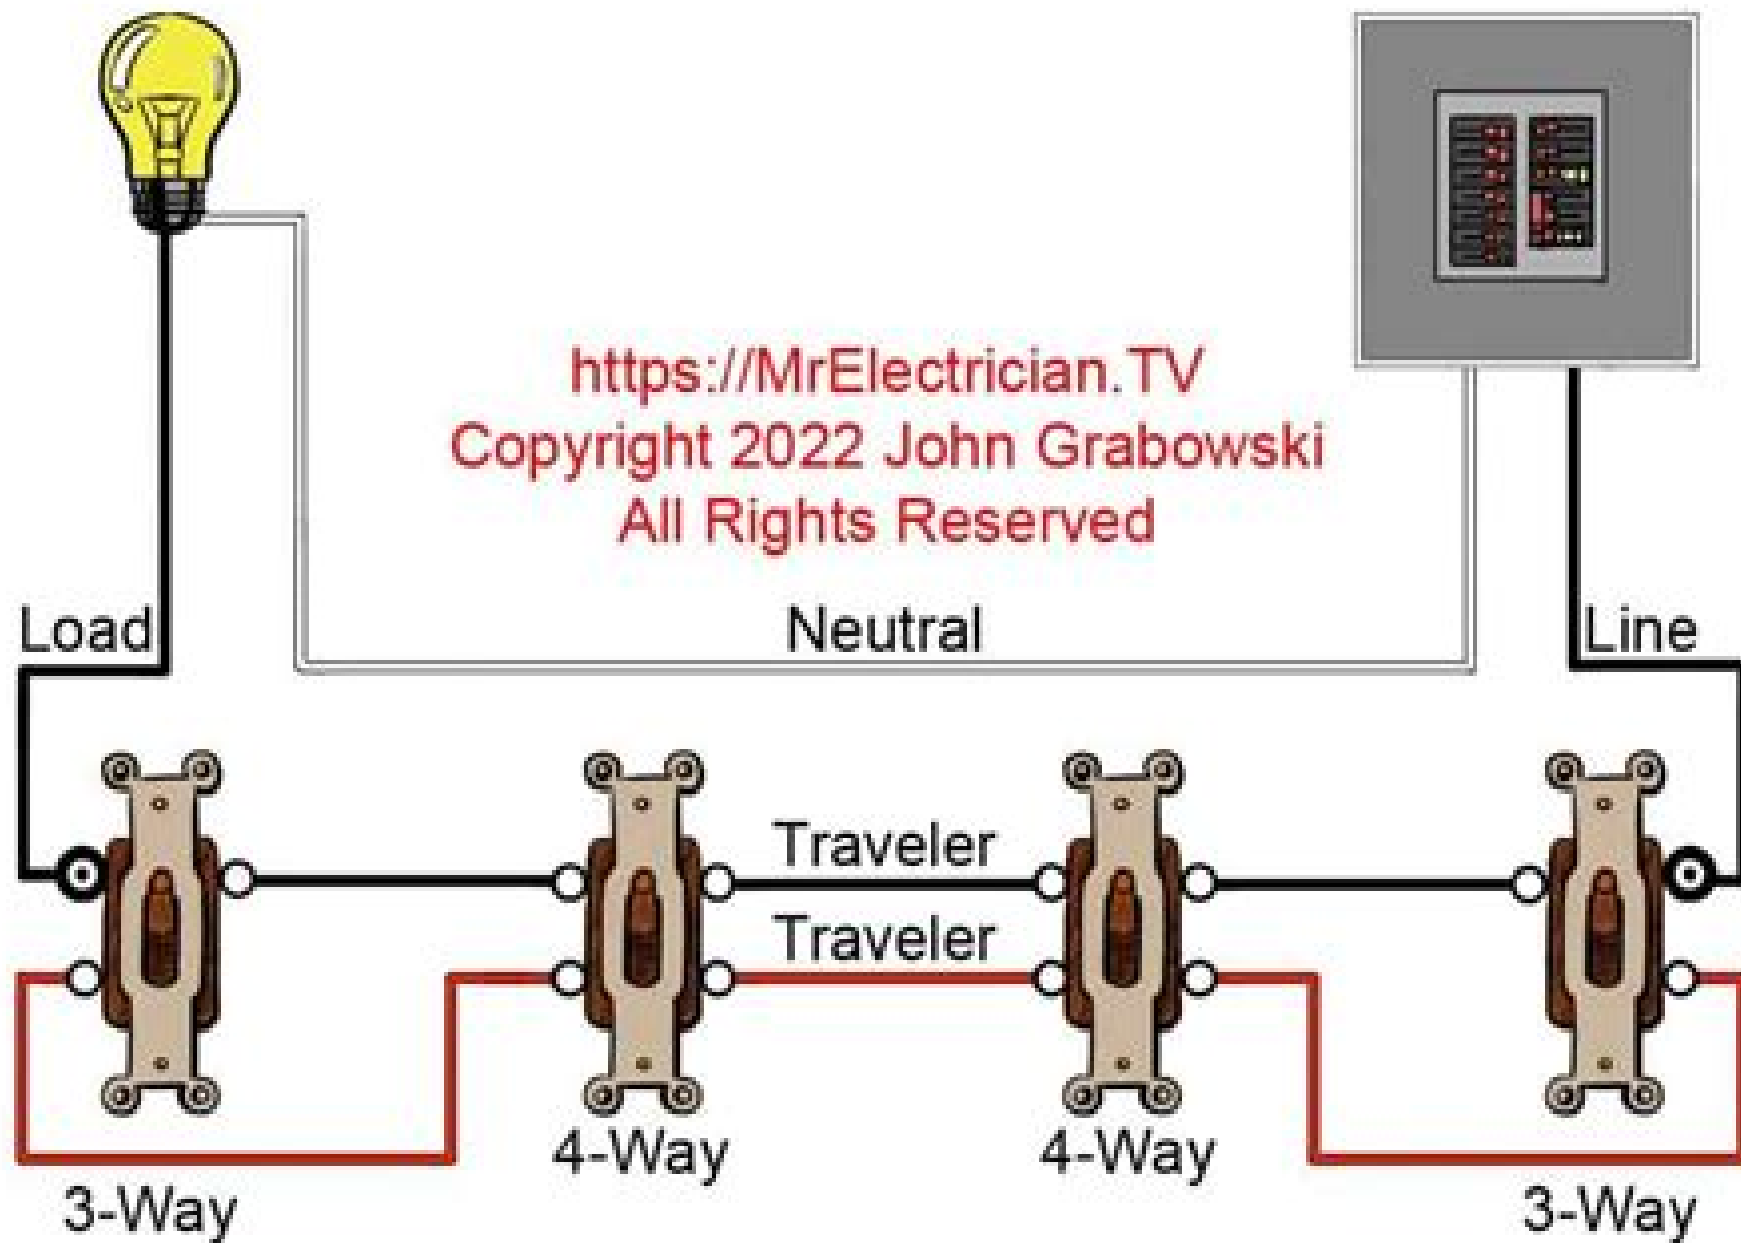 https://MrElectrician.TV
Copyright 2022 John Grabowski
All Rights Reserved
Load
Neutral
Line
Traveler
Traveler
4-Way
4-Way
3-Way
3-Way